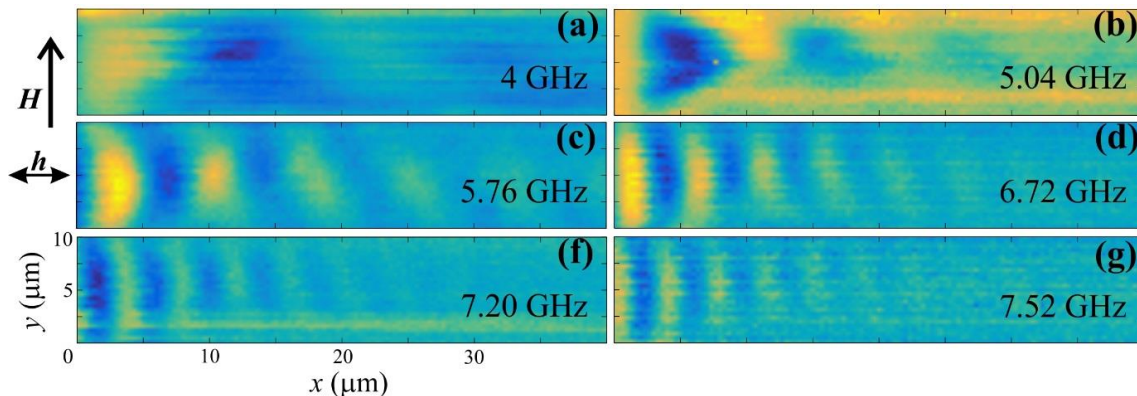 (a)
4 GHz
(b)
5.04 GHz
H
h
(c)
5.76 GHz
(d)
6.72 GHz
(f)
7.20 GHz
(g)
7.52 GHz
10
5
0
y (μm)
0
10
20
30
x (μm)